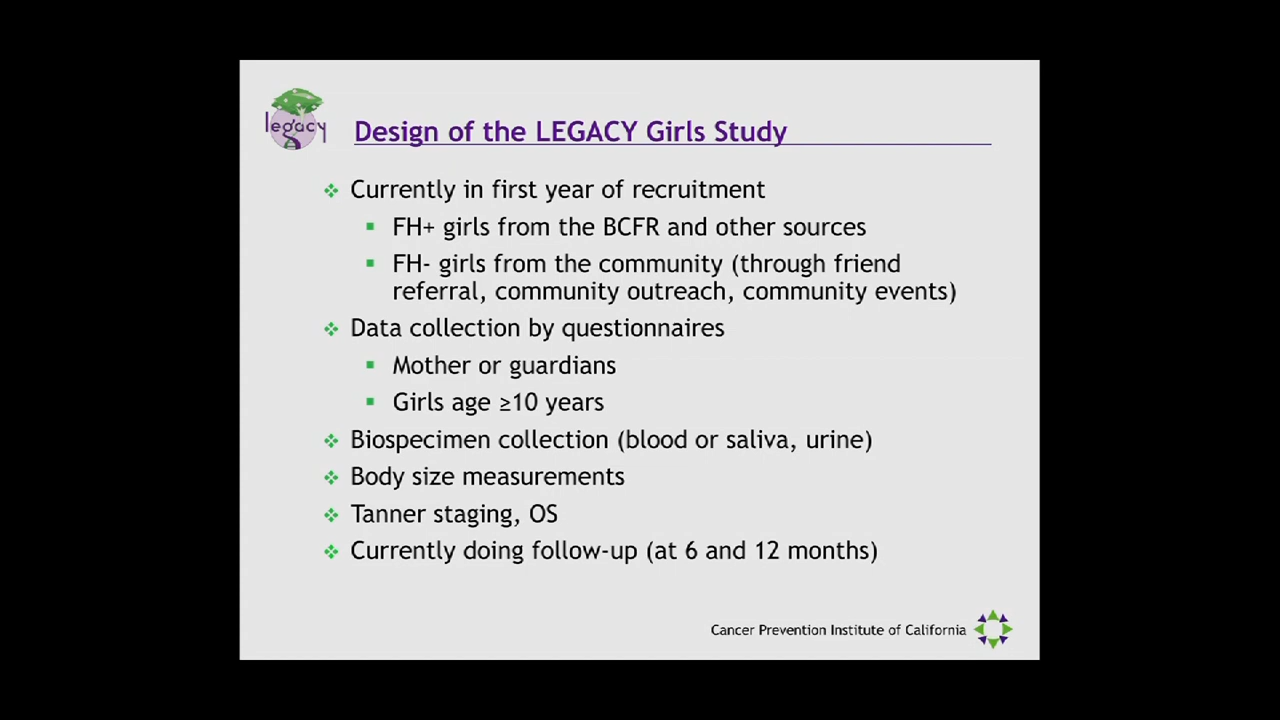 legacy
Design of the LEGACY Girls Study
Currently in first year of recruitment
FH+ girls from the BCFR and other sources
FH- girls from the community (through friend
referral, community outreach, community events)
Data collection by questionnaires
Mother or guardians
Girls age ≥10 years
Biospecimen collection (blood or saliva, urine)
Body size measurements
Tanner staging, OS
Currently doing follow-up (at 6 and 12 months)
Cancer Prevention Institute of California